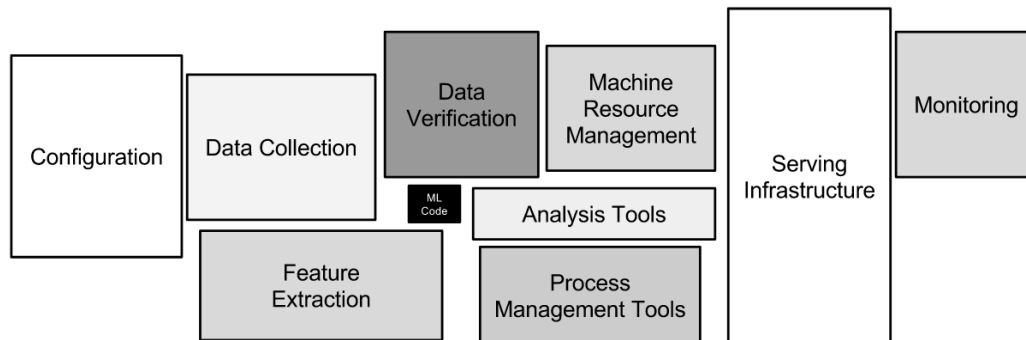 Configuration
Data Collection
Data
Verification
Machine
Resource
Management
Monitoring
Serving
Infrastructure
ML
Code
Analysis Tools
Feature
Extraction
Process
Management Tools